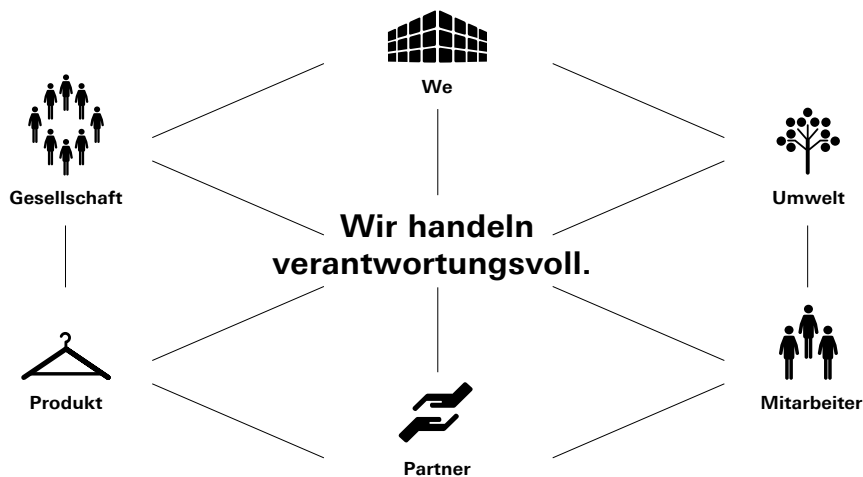 We
Gesellschaft
Umwelt
Wir handeln
verantwortungsvoll.
Produkt
Mitarbeiter
Partner